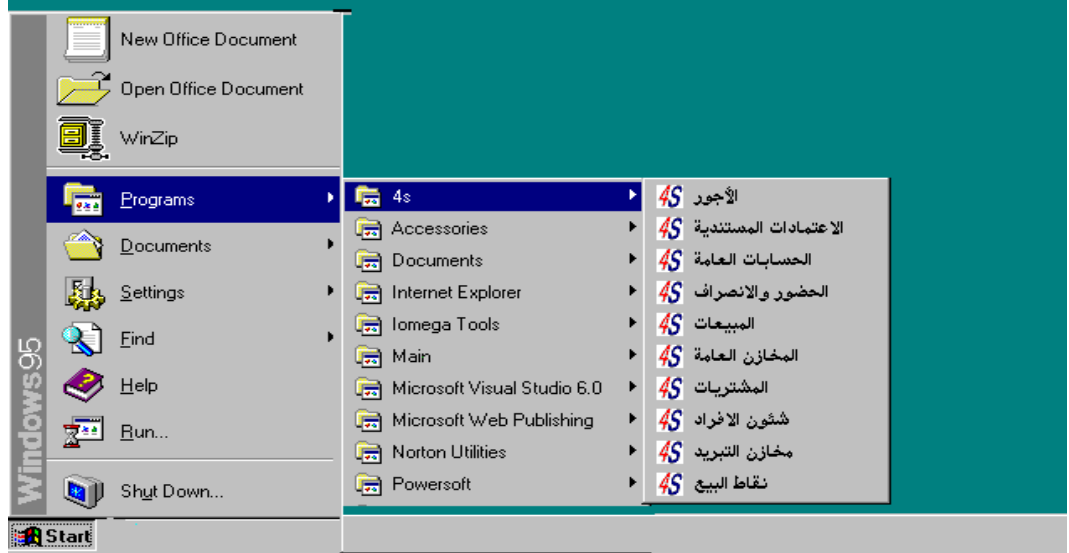 New Office Document
Open Office Document
WinZip
Programs
Documents
Settings
Find
Help
Run...
Shut Down...
Windows95
Start
4s
Accessories
Documents
Internet Explorer
Iomega Tools
Main
Microsoft Visual Studio 6.0
Microsoft Web Publishing
Norton Utilities
Powersoft
4S الأجور
4S الاعتمادات المستندية
4S الحسابات العامة
4S الحضور والانصراف
4S المبيعات
4S المخازن العامة
4S المشتريات
4S شئون الافراد
4S مخازن التبريد
4S نقاط البيع